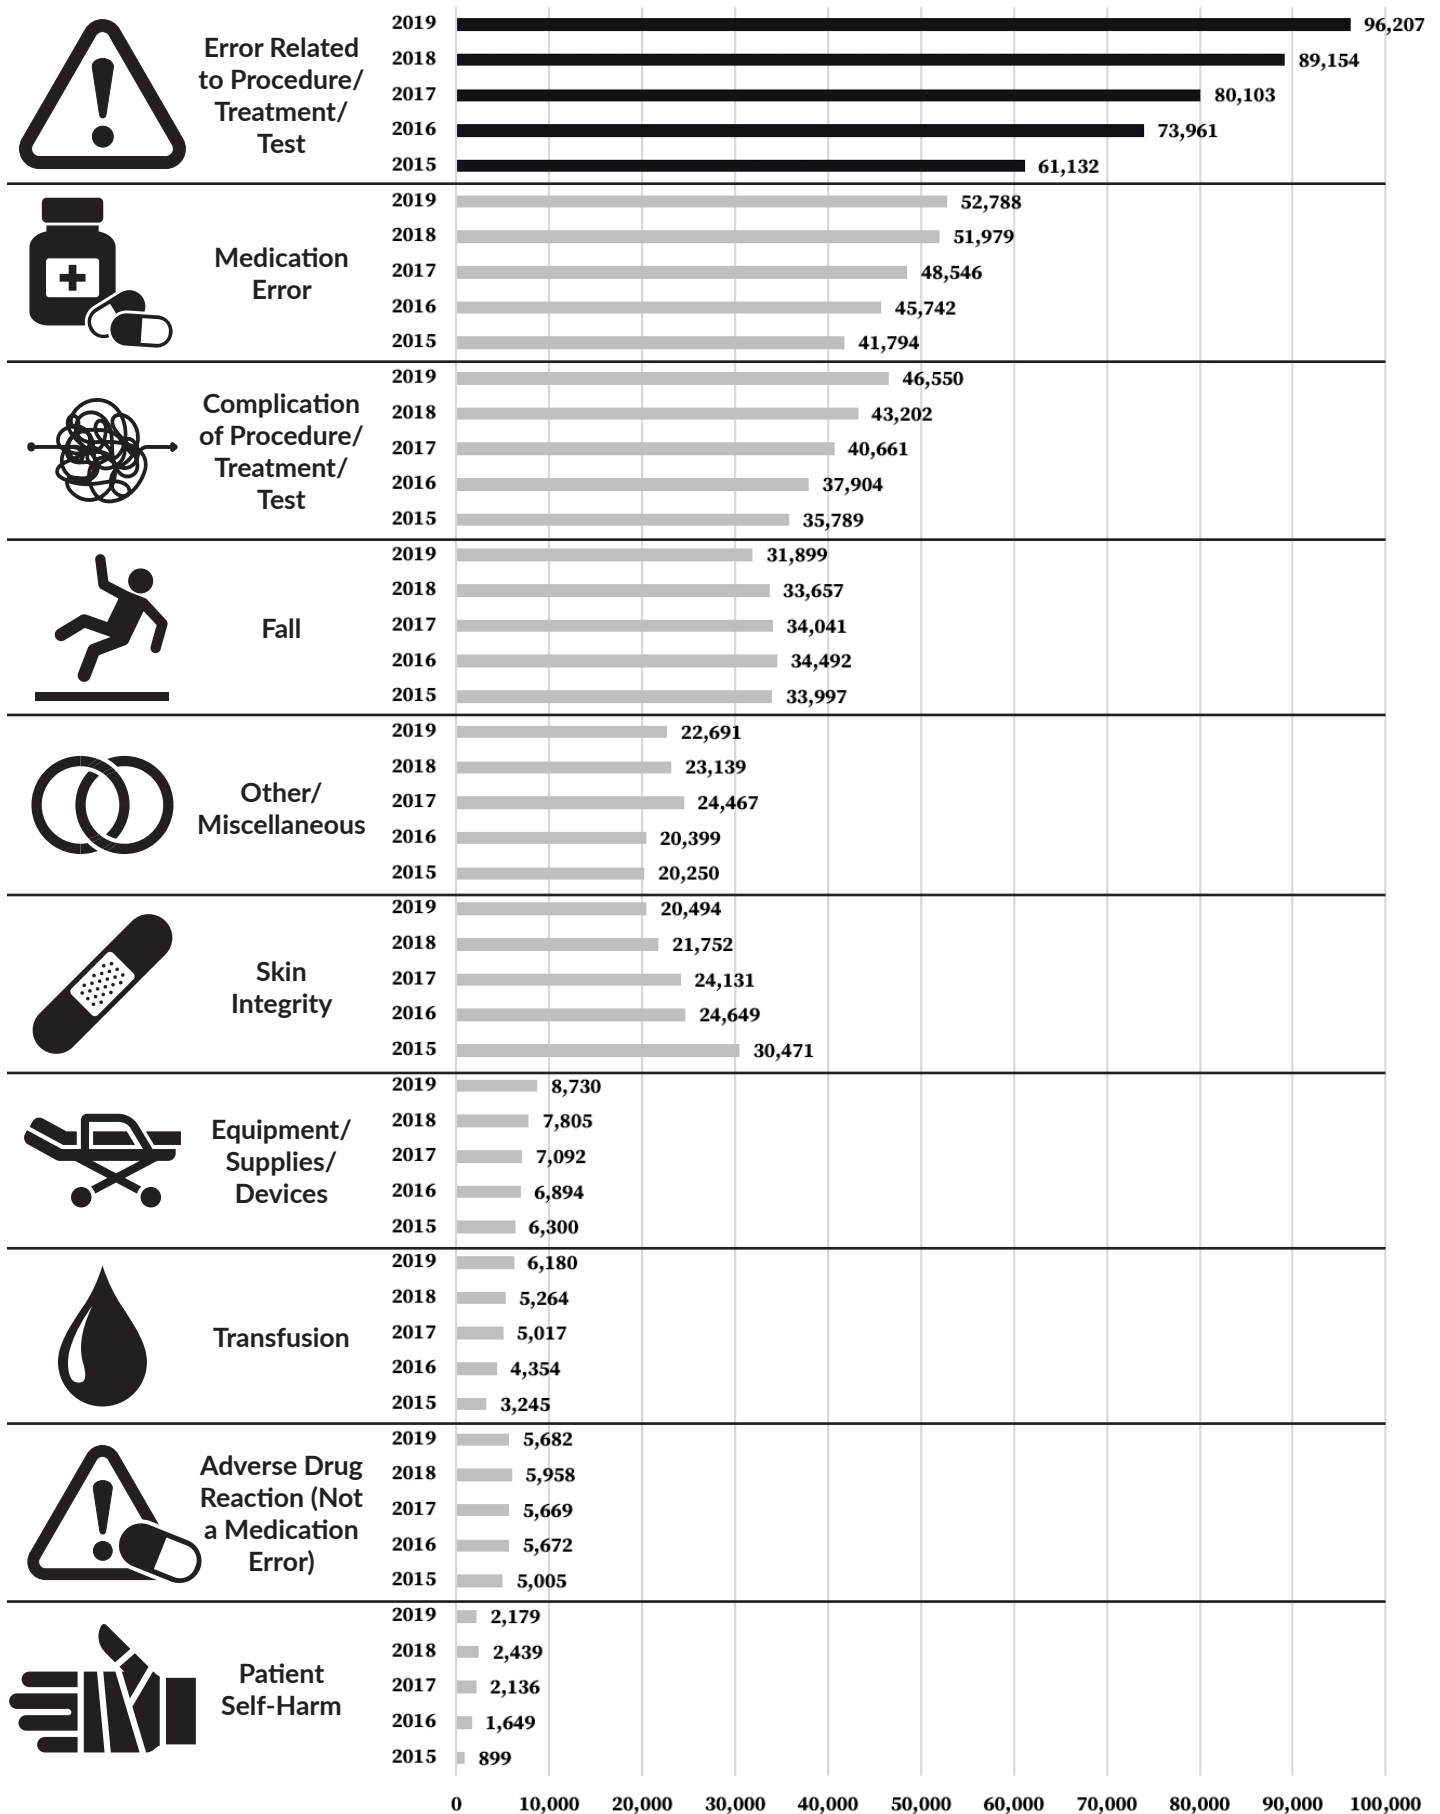 Error Related
to Procedure/
Treatment/
Test
2019 96,207
2018 89,154
2017 80,103
2016 73,961
2015 61,132
Medication
Error
2019 52,788
2018 51,979
2017 48,546
2016 45,742
2015 41,794
Complication
of Procedure/
Treatment/
Test
2019 46,550
2018 43,202
2017 40,661
2016 37,904
2015 35,789
Fall
2019 31,899
2018 33,657
2017 34,041
2016 34,492
2015 33,997
Other/
Miscellaneous
2019 22,691
2018 23,139
2017 24,467
2016 20,399
2015 20,250
Skin
Integrity
2019 20,494
2018 21,752
2017 24,131
2016 24,649
2015 30,471
Equipment/
Supplies/
Devices
2019 8,730
2018 7,805
2017 7,092
2016 6,894
2015 6,300
Transfusion
2019 6,180
2018 5,264
2017 5,017
2016 4,354
2015 3,245
Adverse Drug
Reaction (Not
a Medication
Error)
2019 5,682
2018 5,958
2017 5,669
2016 5,672
2015 5,005
Patient
Self-Harm
2019 2,179
2018 2,439
2017 2,136
2016 1,649
2015 899
0 10,000 20,000 30,000 40,000 50,000 60,000 70,000 80,000 90,000 100,000